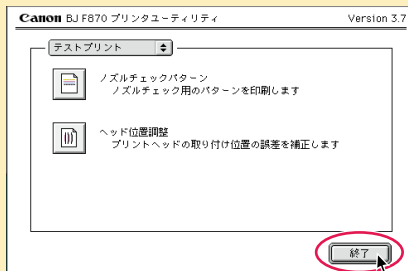 Canon BJ F870 プリンタユーティリティ Version 3.7
テストプリント
ノズルチェックパターン
ノズルチェック用のパターンを印刷します
ヘッド位置調整
プリントヘッドの取り付け位置の誤差を補正します
終了